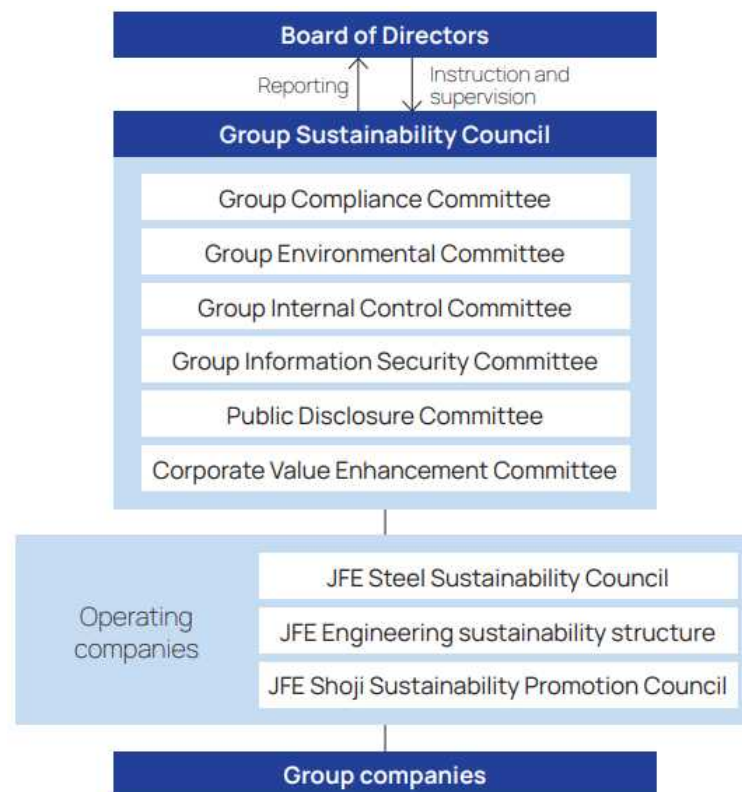 Board of Directors
Reporting
Instruction and
supervision
Group Sustainability Council
Group Compliance Committee
Group Environmental Committee
Group Internal Control Committee
Group Information Security Committee
Public Disclosure Committee
Corporate Value Enhancement Committee
Operating
companies
JFE Steel Sustainability Council
JFE Engineering sustainability structure
JFE Shoji Sustainability Promotion Council
Group companies